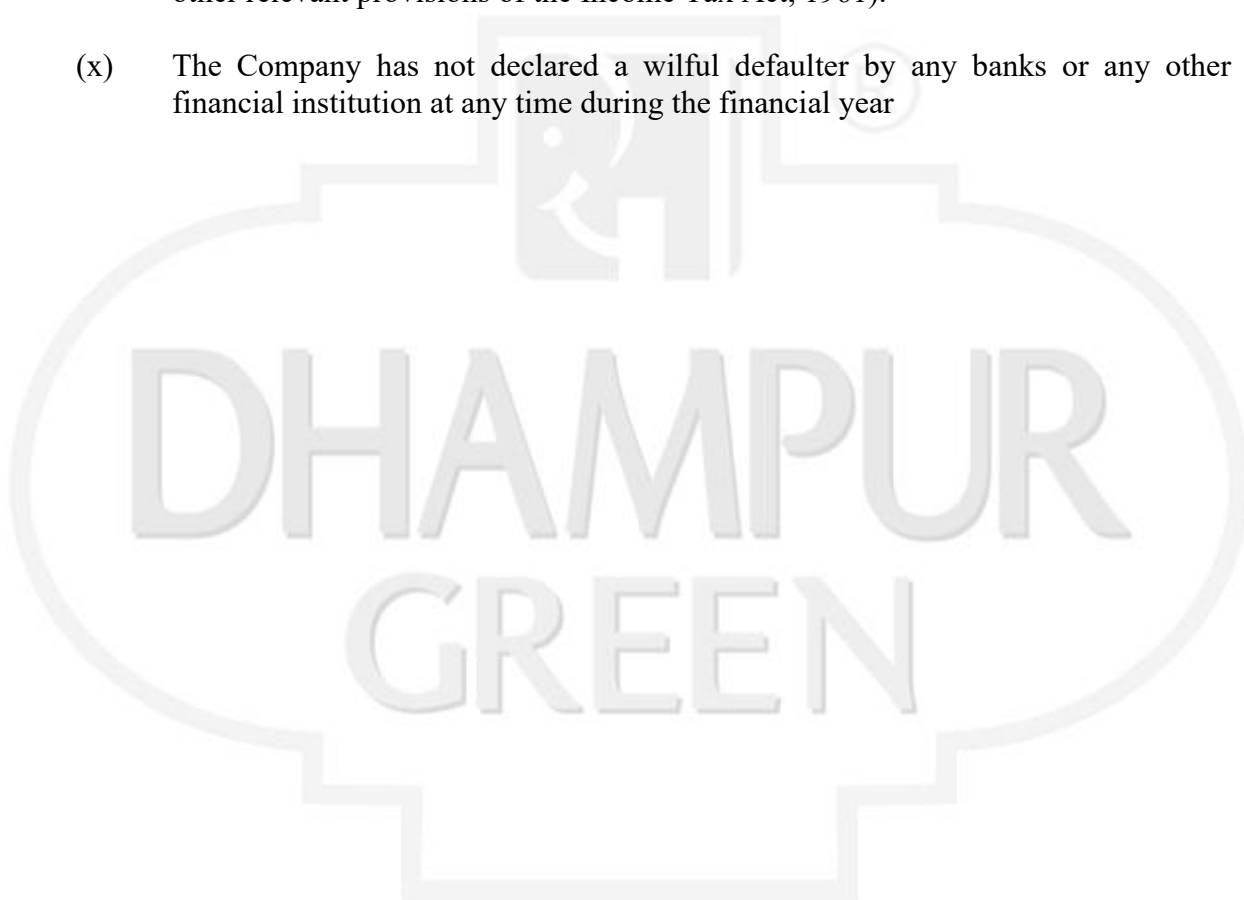 other relevant provisions of the Income Tax Act, 1961).
(x) The Company has not declared a wilful defaulter by any banks or any other
financial institution at any time during the financial year
®
DHAMPUR
GREEN